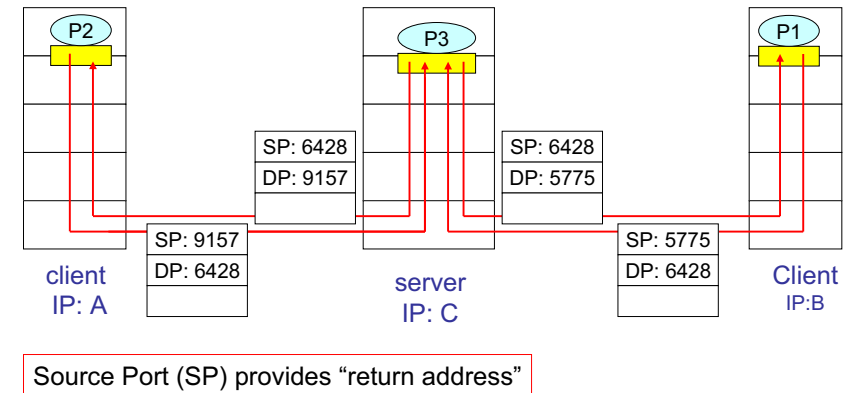 P2
P3
P1
SP: 6428
DP: 9157
SP: 6428
DP: 5775
SP: 9157
DP: 6428
SP: 5775
DP: 6428
client
IP: A
server
IP: C
Client
IP:B
Source Port (SP) provides “return address”